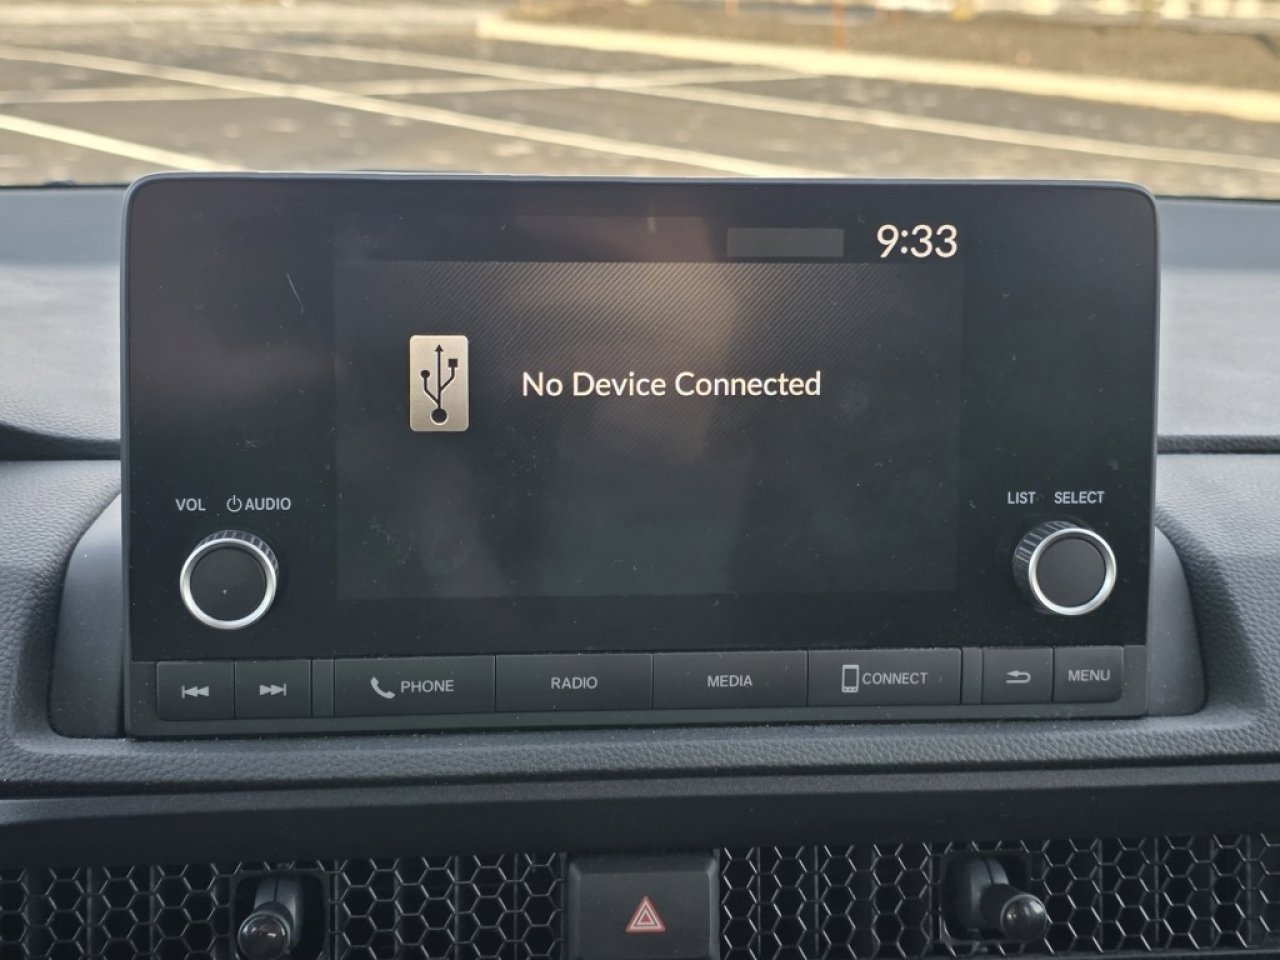 9:33
No Device Connected
VOL AUDIO
LIST SELECT
PHONE RADIO MEDIA CONNECT MENU